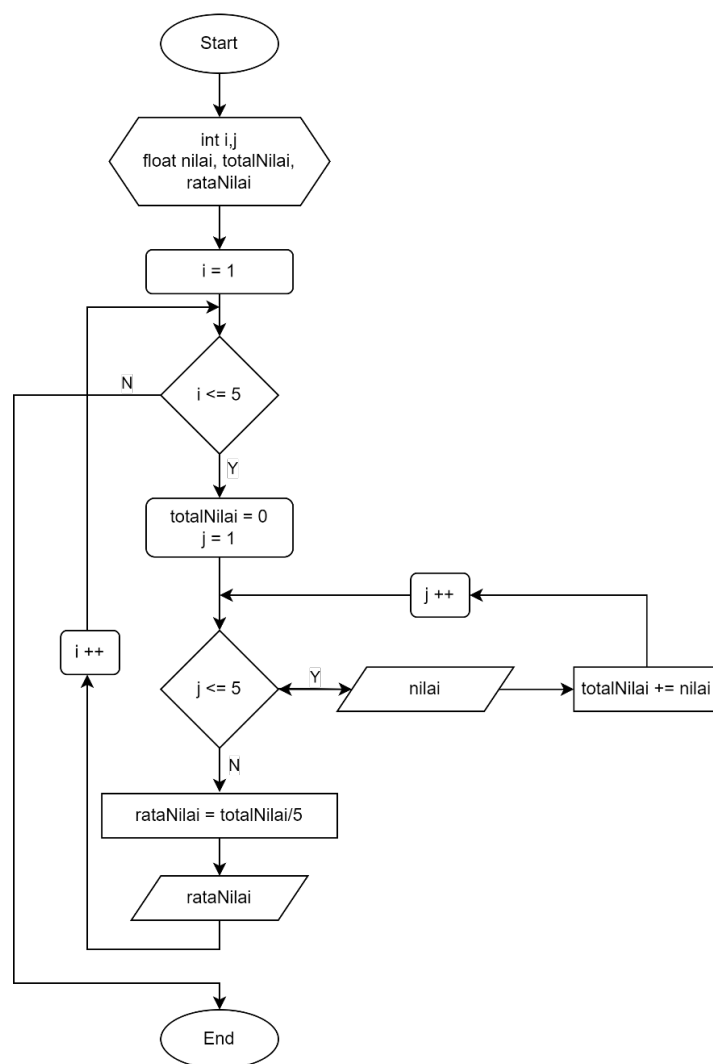 Start
int i,j
float nilai, totalNilai,
rataNilai
i = 1
i <= 5
N
Y
totalNilai = 0
j = 1
j ++
i ++
j <= 5
Y
nilai
totalNilai += nilai
N
rataNilai = totalNilai/5
rataNilai
End